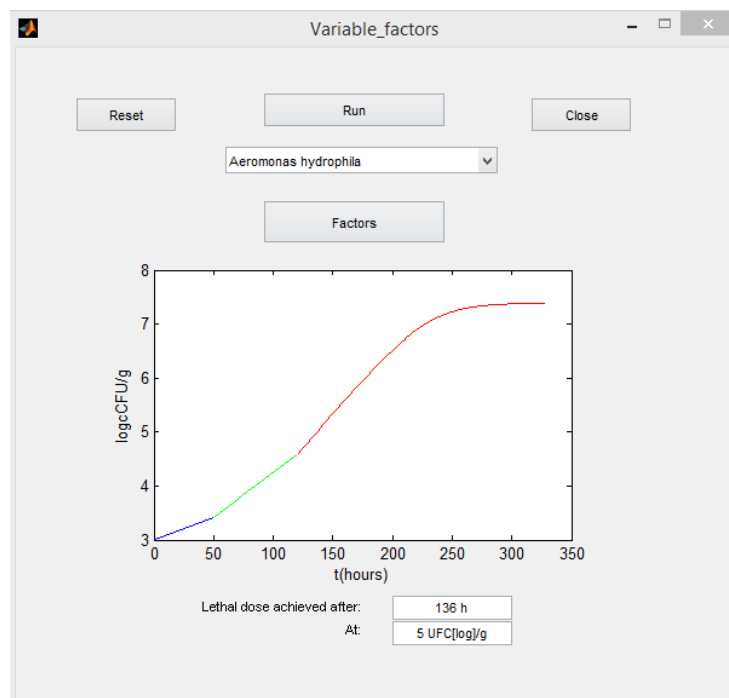 Variable_factors
Reset
Run
Close
Aeromonas hydrophila
Factors
8
7
6
5
4
3
logcCFU/g
0
50
100
150
200
250
300
350
t(hours)
Lethal dose achieved after:
136 h
At:
5 UFC[log]/g